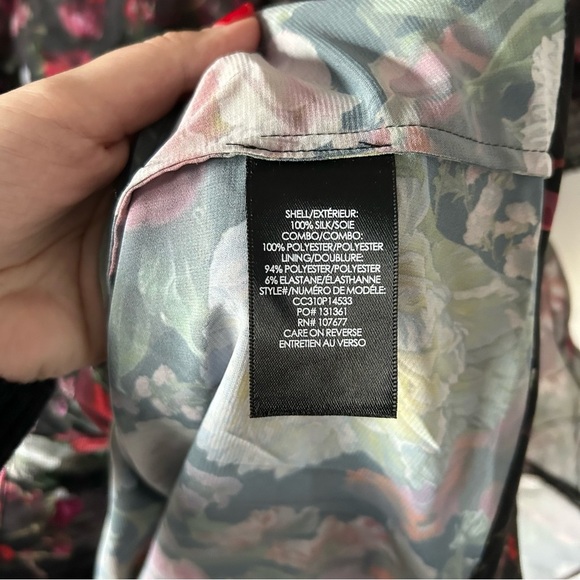 SHELL/EXTÉRIEUR:
100% SILK/SOIE
COMBO/COMBO:
100% POLYESTER/POLYESTER
LINING/DOUBLURE:
94% POLYESTER/POLYESTER
6% ELASTANE/ÉLASTHANNE
STYLE#/NUMÉRO DE MODÈLE:
CC310P14533
PO# 131361
RN# 107677
CARE ON REVERSE
ENTRETIEN AU VERSO